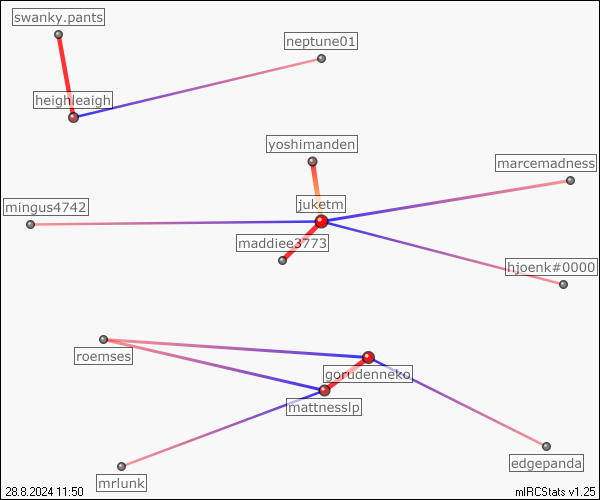 swanky.pants
neptune01
heighleaigh
yoshimanden
marcemadness
juketm
mingus4742
maddiee3773
hjoenk#0000
roemses
gorudenneko
mattnesslp
edgepanda
mrlunk
28.8.2024 11:50
mIRCStats v1.25